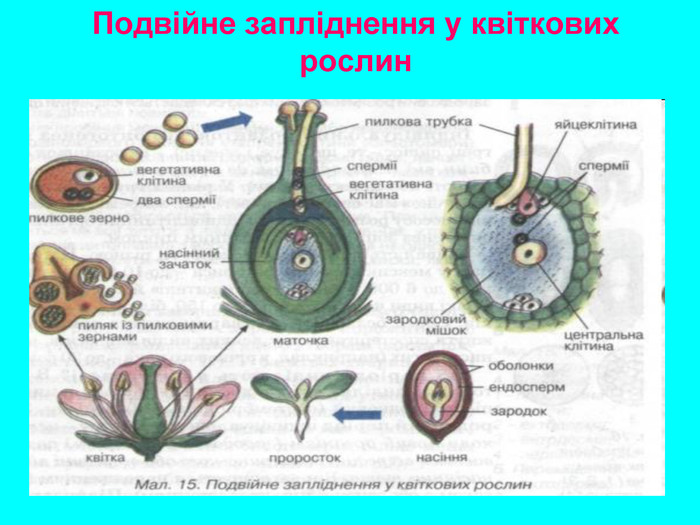 Подвійне запліднення у квіткових
рослин
пилкова трубка
яйцеклітина
вегетативна
клітина
спермії
спермії
вегетативна
клітина
два спермії
пилкове зерно
насінний
зачаток
пиляк із пилковими
зернами
маточка
зародковий
мішок
центральна
клітина
оболонки
ендосперм
зародок
квітка
проросток
насіння
Мал. 15. Подвійне запліднення у квіткових рослин